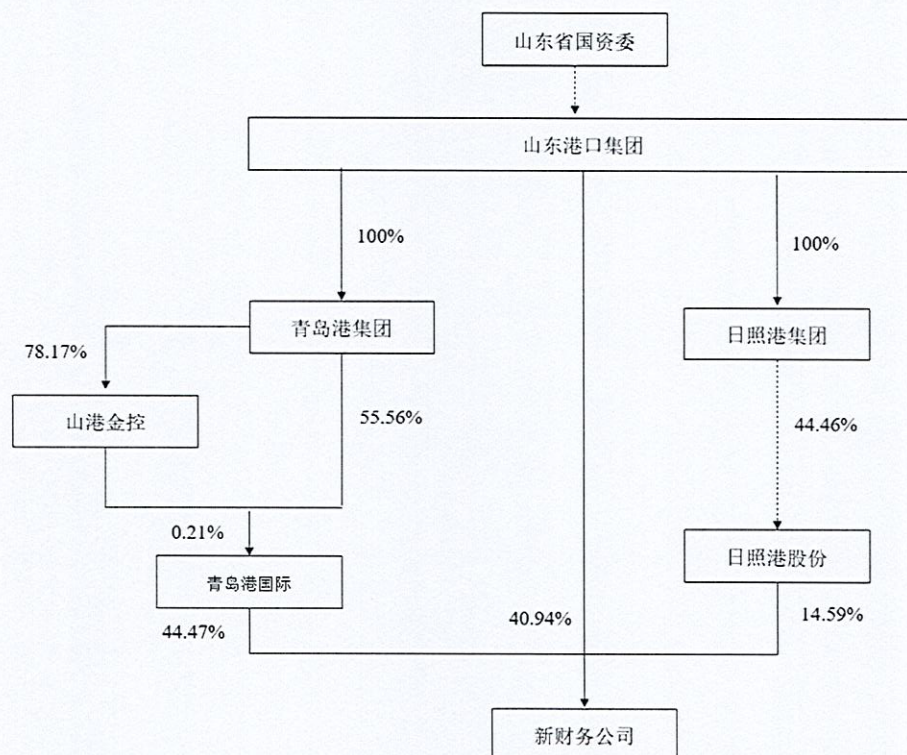 山东省国资委
山东港口集团
100%
100%
青岛港集团
日照港集团
78.17%
山港金控
55.56%
44.46%
0.21%
青岛港国际
日照港股份
44.47%
40.94%
14.59%
新财务公司